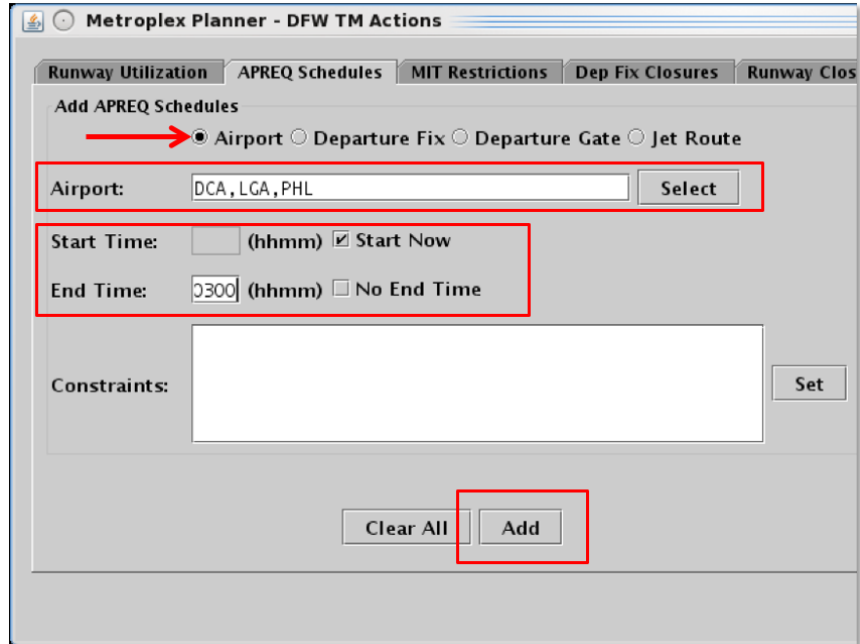 Metroplex Planner - DFW TM Actions
Runway Utilization APREQ Schedules MIT Restrictions Dep Fix Closures Runway Clos
Add APREQ Schedules
Airport Departure Fix Departure Gate Jet Route
Airport: DCA,LGA,PHL Select
Start Time: (hhmm) Start Now
End Time: 0300 (hhmm) No End Time
Constraints: Set
Clear All Add